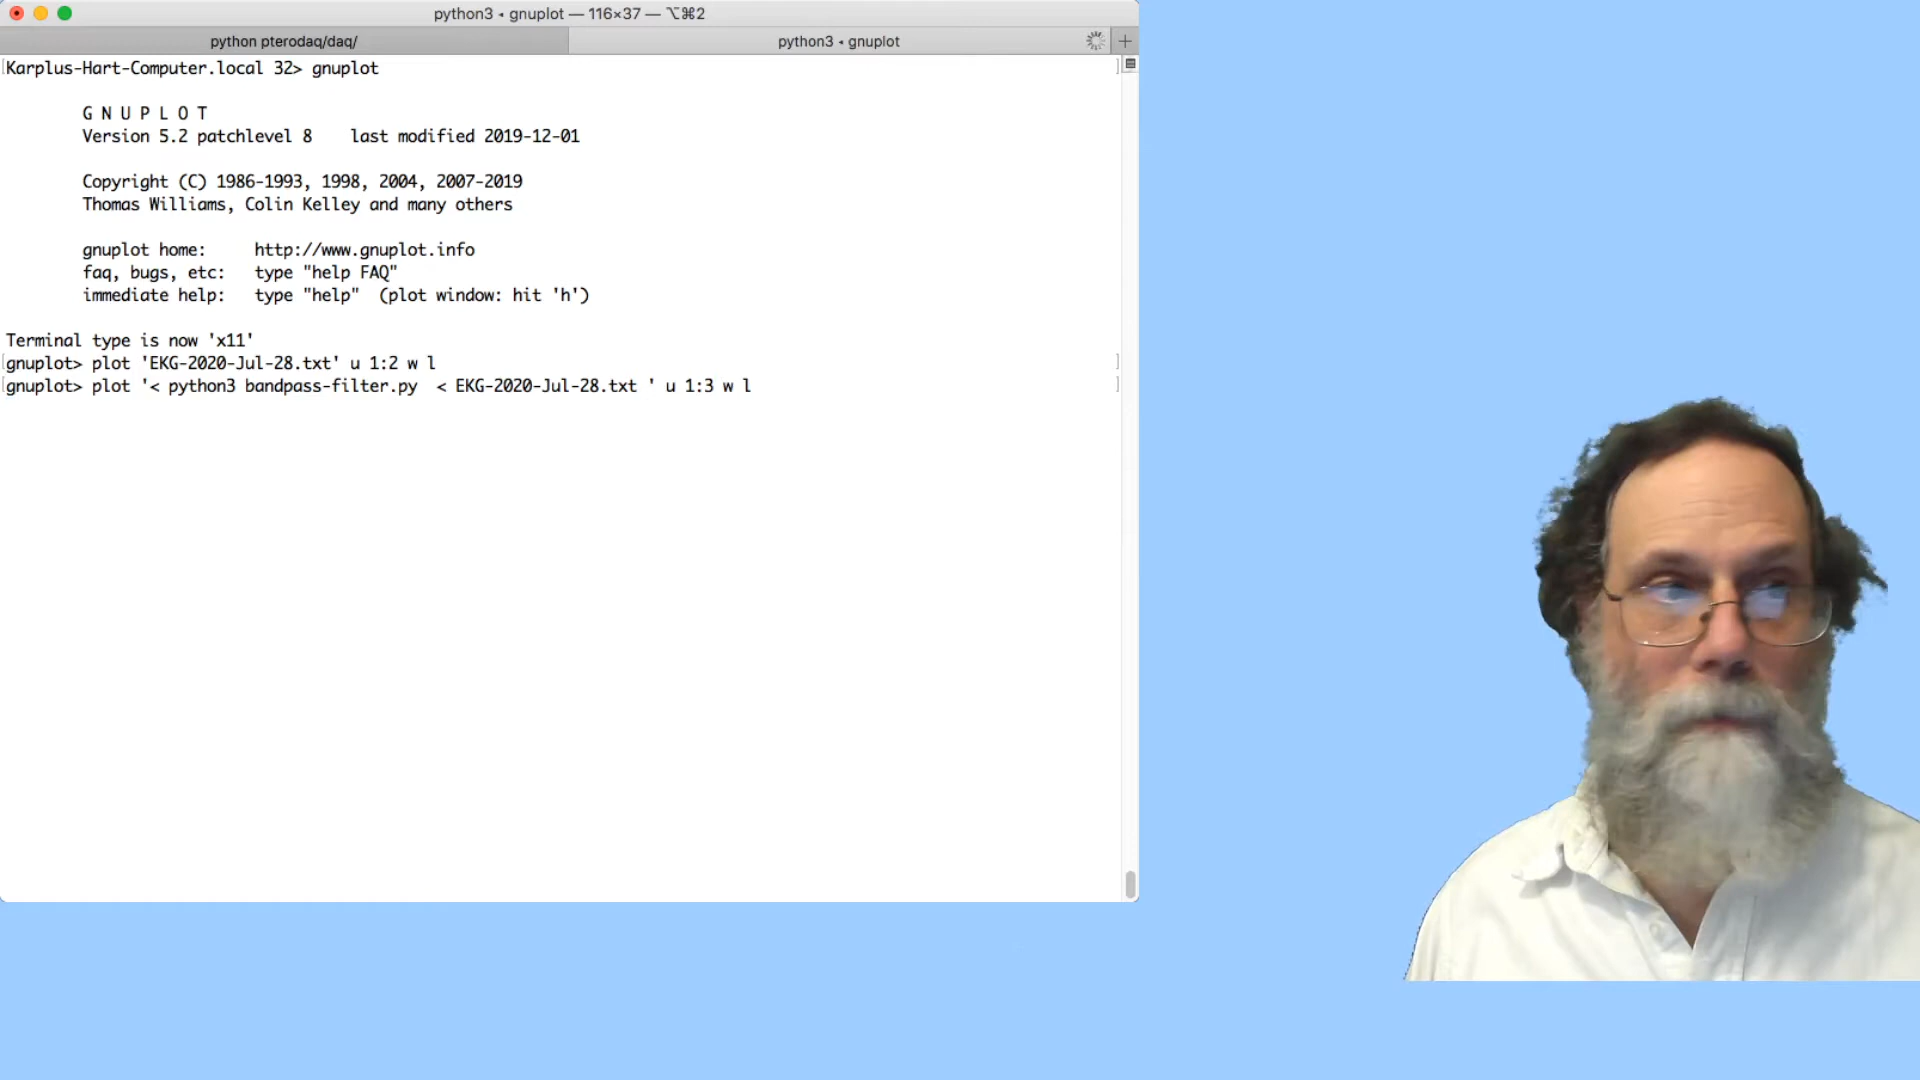 python3 ◂ gnuplot — 116×37 — ⌥⌘2
python pterodaq/daq/
python3 ◂ gnuplot
Karplus-Hart-Computer.local 32> gnuplot
G N U P L O T
Version 5.2 patchlevel 8    last modified 2019-12-01
Copyright (C) 1986-1993, 1998, 2004, 2007-2019
Thomas Williams, Colin Kelley and many others
gnuplot home:     http://www.gnuplot.info
faq, bugs, etc:   type "help FAQ"
immediate help:   type "help"  (plot window: hit 'h')
Terminal type is now 'x11'
gnuplot> plot 'EKG-2020-Jul-28.txt' u 1:2 w l
gnuplot> plot '< python3 bandpass-filter.py  < EKG-2020-Jul-28.txt ' u 1:3 w l